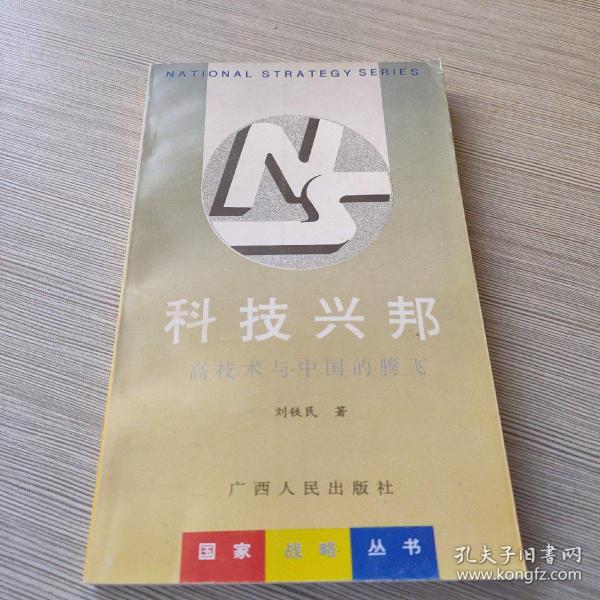 NATIONAL STRATEGY SERIES
NS
科技兴邦
高技术与中国的腾飞
刘铁民 著
广西人民出版社
国家战略丛书
孔夫子旧书网
www.kongfz.com